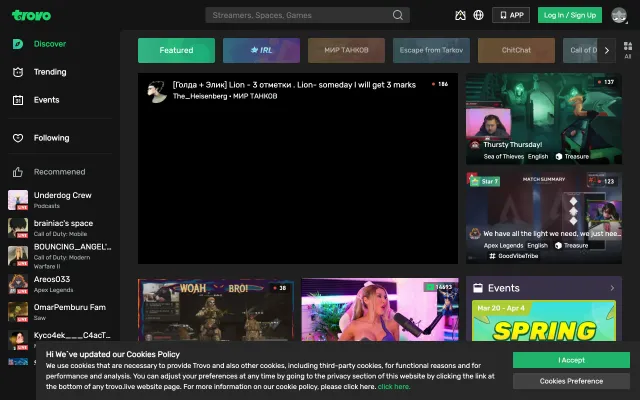 trovo
Streamers, Spaces, Games
APP
Log In / Sign Up
Discover
Trending
Events
Following
Recommened
Underdog Crew
Podcasts
LIVE
brainiac's space
Call of Duty: Mobile
LIVE
BOUNCING_ANGEL'...
Call of Duty: Modern
Warfare II
LIVE
Areos033
Apex Legends
LIVE
OmarPemburu Fam
Saw
LIVE
Kyco4ek___C4acT...
Featured
IRL
МИР ТАНКОВ
Escape from Tarkov
ChitChat
Call of D
All
[Голда + Элик] Lion - 3 отметки . Lion- someday I will get 3 marks
186
The_Heisenberg • МИР ТАНКОВ
137
Thursty Thursday!
Sea of Thieves English Treasure
Star 7
MATCH SUMMARY
123
We have all the light we need, we just nee...
Apex Legends English Treasure
# GoodVibeTribe
WOAH BRO!
38
14693
Events
Mar 20 - Apr 4
SPRING
Hi We`ve updated our Cookies Policy
We use cookies that are necessary to provide Trovo and also other cookies, including third-party cookies, for functional reasons and for
performance and analysis. You can adjust your preferences at any time by going to the privacy section of this website by clicking the link at
the bottom of any trovo.live website page. For more information on our cookie policy, please click here. click here.
I Accept
Cookies Preference